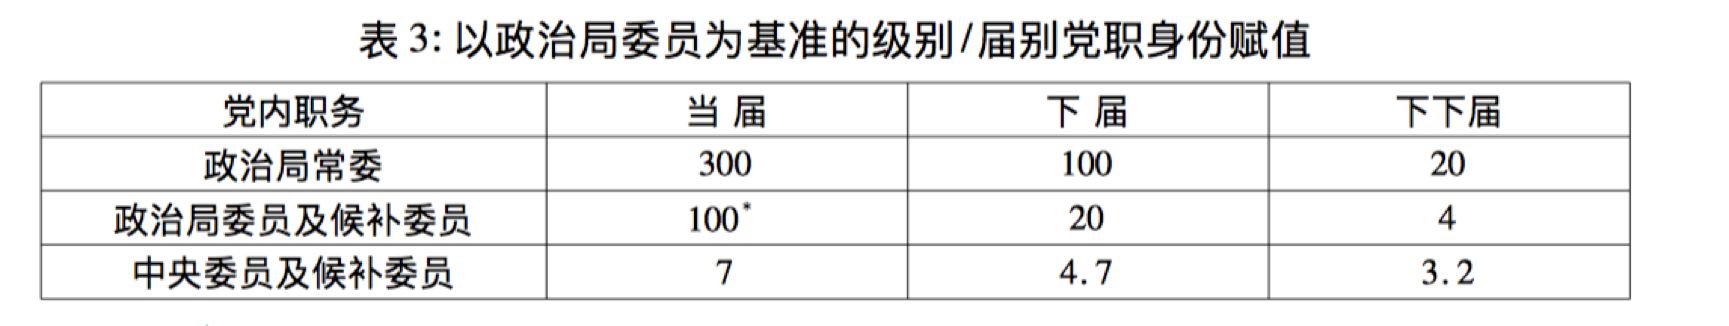 表 3: 以政治局委员为基准的级别/届别党职身份赋值
党内职务 当 届 下 届 下下届
政治局常委 300 100 20
政治局委员及候补委员 100* 20 4
中央委员及候补委员 7 4.7 3.2